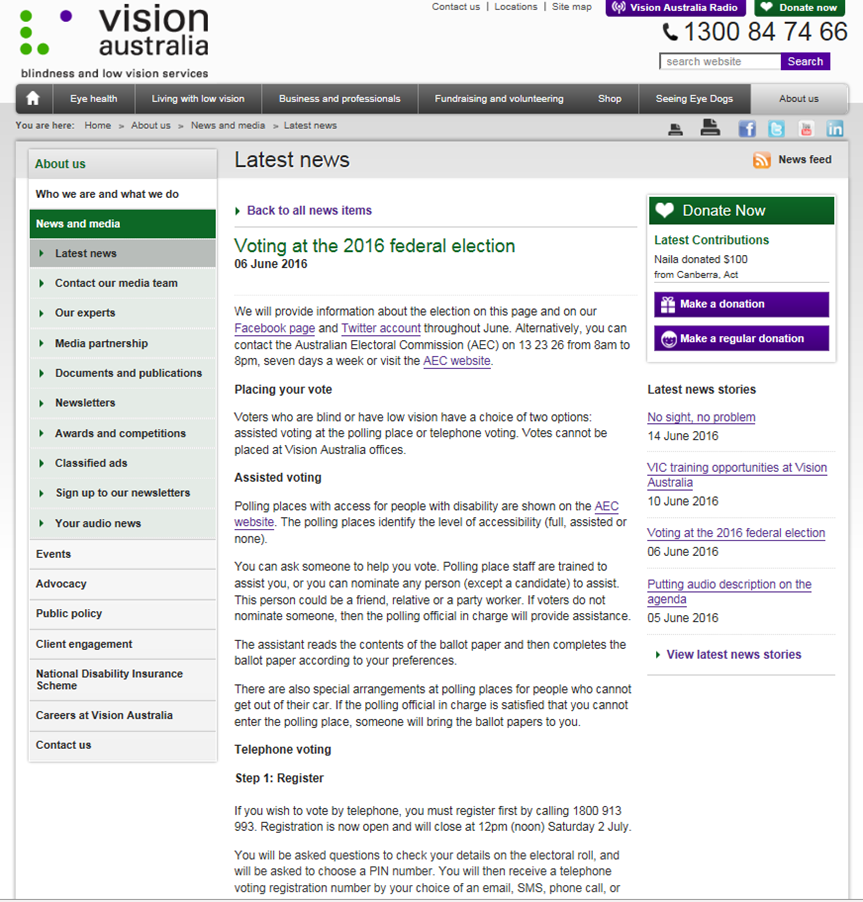 Contact us | Locations | Site map
Vision Australia Radio
Donate now
vision
australia
blindness and low vision services
1300 84 74 66
search website
Search
Eye health
Living with low vision
Business and professionals
Fundraising and volunteering
Shop
Seeing Eye Dogs
About us
You are here: Home » About us » News and media » Latest news
About us
Who we are and what we do
News and media
Latest news
Contact our media team
Our experts
Media partnership
Documents and publications
Newsletters
Awards and competitions
Classified ads
Sign up to our newsletters
Your audio news
Events
Advocacy
Public policy
Client engagement
National Disability Insurance
Scheme
Careers at Vision Australia
Contact us
Latest news
News feed
Back to all news items
Voting at the 2016 federal election
06 June 2016
We will provide information about the election on this page and on our
Facebook page and Twitter account throughout June. Alternatively, you can
contact the Australian Electoral Commission (AEC) on 13 23 26 from 8am to
8pm, seven days a week or visit the AEC website.
Placing your vote
Voters who are blind or have low vision have a choice of two options:
assisted voting at the polling place or telephone voting. Votes cannot be
placed at Vision Australia offices.
Assisted voting
Polling places with access for people with disability are shown on the AEC
website. The polling places identify the level of accessibility (full, assisted or
none).
You can ask someone to help you vote. Polling place staff are trained to
assist you, or you can nominate any person (except a candidate) to assist.
This person could be a friend, relative or a party worker. If voters do not
nominate someone, then the polling official in charge will provide assistance.
The assistant reads the contents of the ballot paper and then completes the
ballot paper according to your preferences.
There are also special arrangements at polling places for people who cannot
get out of their car. If the polling official in charge is satisfied that you cannot
enter the polling place, someone will bring the ballot papers to you.
Telephone voting
Step 1: Register
If you wish to vote by telephone, you must register first by calling 1800 913
993. Registration is now open and will close at 12pm (noon) Saturday 2 July.
You will be asked questions to check your details on the electoral roll, and
will be asked to choose a PIN number. You will then receive a telephone
voting registration number by your choice of an email, SMS, phone call, or
Donate Now
Latest Contributions
Naila donated $100
from Canberra, Act
Make a donation
Make a regular donation
Latest news stories
No sight, no problem
14 June 2016
VIC training opportunities at Vision
Australia
10 June 2016
Voting at the 2016 federal election
06 June 2016
Putting audio description on the
agenda
05 June 2016
View latest news stories